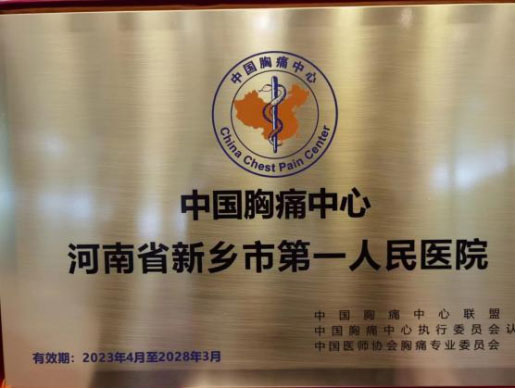 中国胸痛中心
China Chest Pain Center
中国胸痛中心
河南省新乡市第一人民医院
中国胸痛中心联盟
中国胸痛中心执行委员会认
中国医师协会胸痛专业委员会
有效期：2023年4月至2028年3月